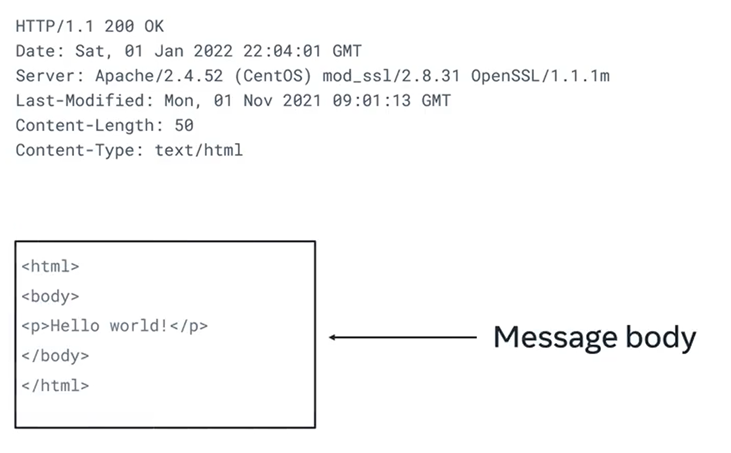 HTTP/1.1 200 OK
Date: Sat, 01 Jan 2022 22:04:01 GMT
Server: Apache/2.4.52 (CentOS) mod_ssl/2.8.31 OpenSSL/1.1.1m
Last-Modified: Mon, 01 Nov 2021 09:01:13 GMT
Content-Length: 50
Content-Type: text/html
<html>
<body>
<p>Hello world!</p>
</body>
</html>
Message body